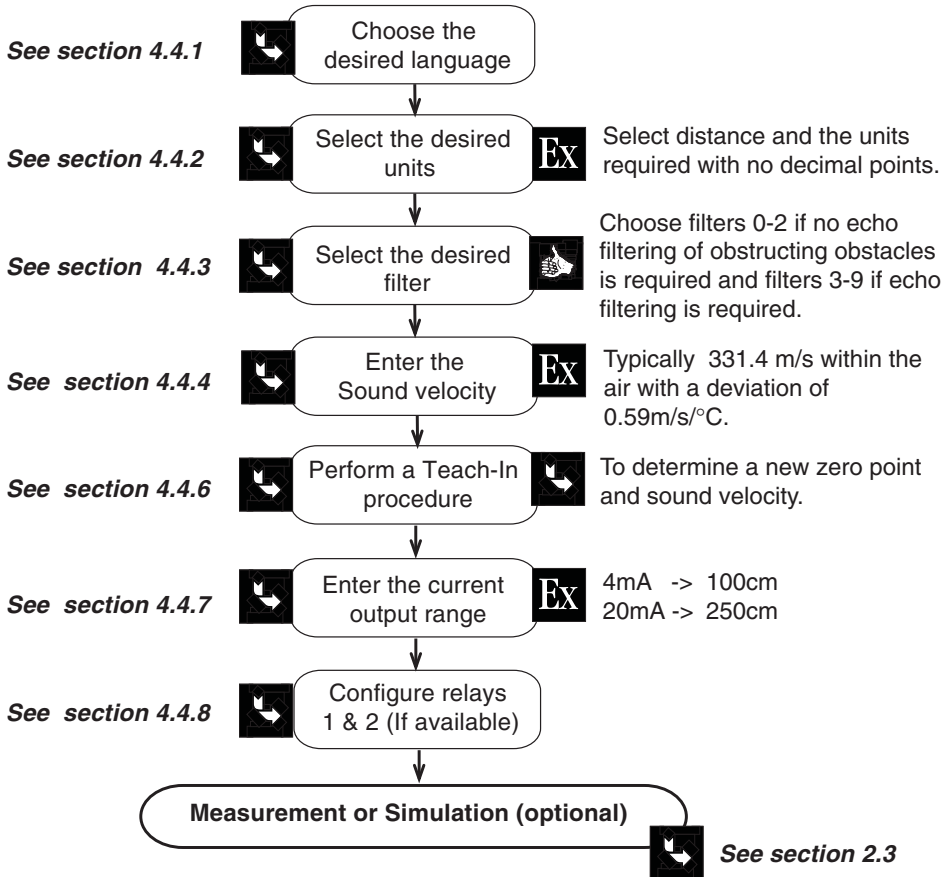 See section 4.4.1
Choose the
desired language
See section 4.4.2
Select the desired
units
Ex
Select distance and the units
required with no decimal points.
See section 4.4.3
Select the desired
filter
Choose filters 0-2 if no echo
filtering of obstructing obstacles
is required and filters 3-9 if echo
filtering is required.
See section 4.4.4
Enter the
Sound velocity
Ex
Typically 331.4 m/s within the
air with a deviation of
0.59m/s/°C.
See section 4.4.6
Perform a Teach-In
procedure
To determine a new zero point
and sound velocity.
See section 4.4.7
Enter the current
output range
Ex
4mA -> 100cm
20mA -> 250cm
See section 4.4.8
Configure relays
1 & 2 (If available)
Measurement or Simulation (optional)
See section 2.3